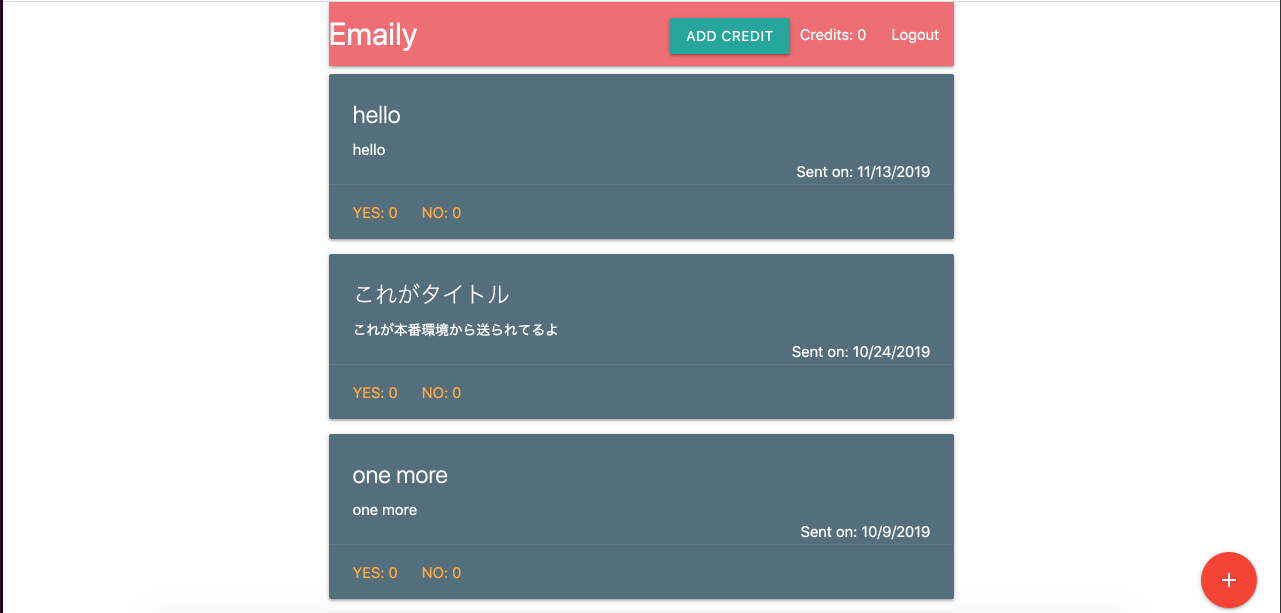 Emaily
ADD CREDIT
Credits: 0
Logout
hello
hello
Sent on: 11/13/2019
YES: 0
NO: 0
これがタイトル
これが本番環境から送られてるよ
Sent on: 10/24/2019
YES: 0
NO: 0
one more
one more
Sent on: 10/9/2019
YES: 0
NO: 0
+